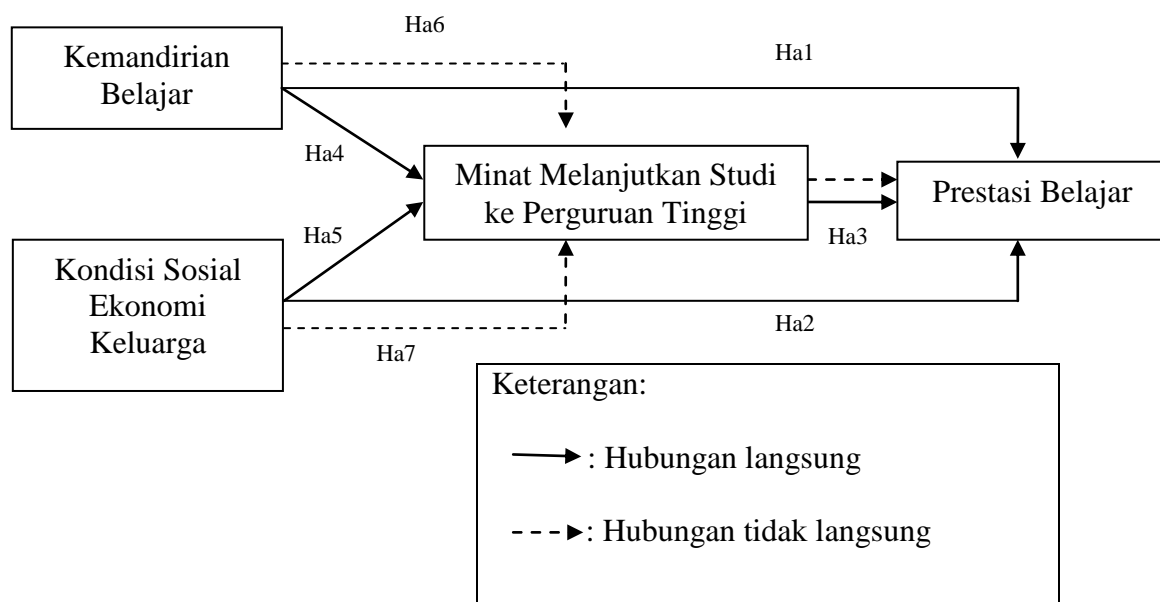 Ha6
Ha1
Kemandirian
Belajar
Ha4
Minat Melanjutkan Studi
ke Perguruan Tinggi
Prestasi Belajar
Ha3
Ha5
Kondisi Sosial
Ekonomi
Keluarga
Ha2
Ha7
Keterangan:
: Hubungan langsung
: Hubungan tidak langsung